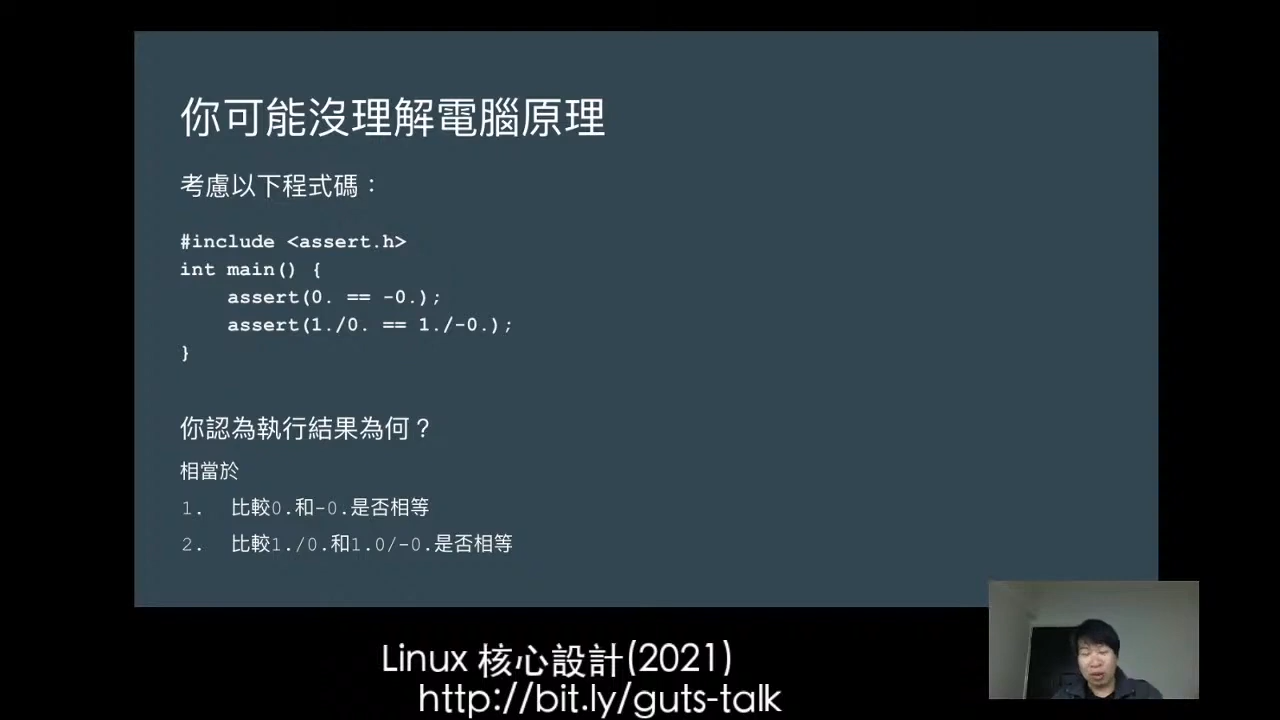 你可能沒理解電腦原理
考慮以下程式碼：
#include <assert.h>
int main() {
    assert(0. == -0.);
    assert(1./0. == 1./-0.);
}
你認為執行結果為何？
相當於
1. 比較0.和-0.是否相等
2. 比較1./0.和1.0/-0.是否相等
Linux 核心設計(2021)
http://bit.ly/guts-talk